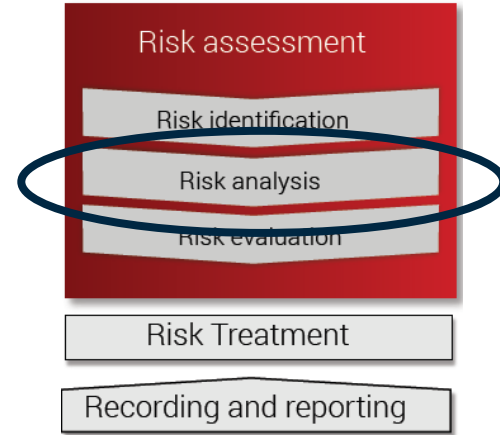 Risk assessment
Risk identification
Risk analysis
Risk evaluation
Risk Treatment
Recording and reporting